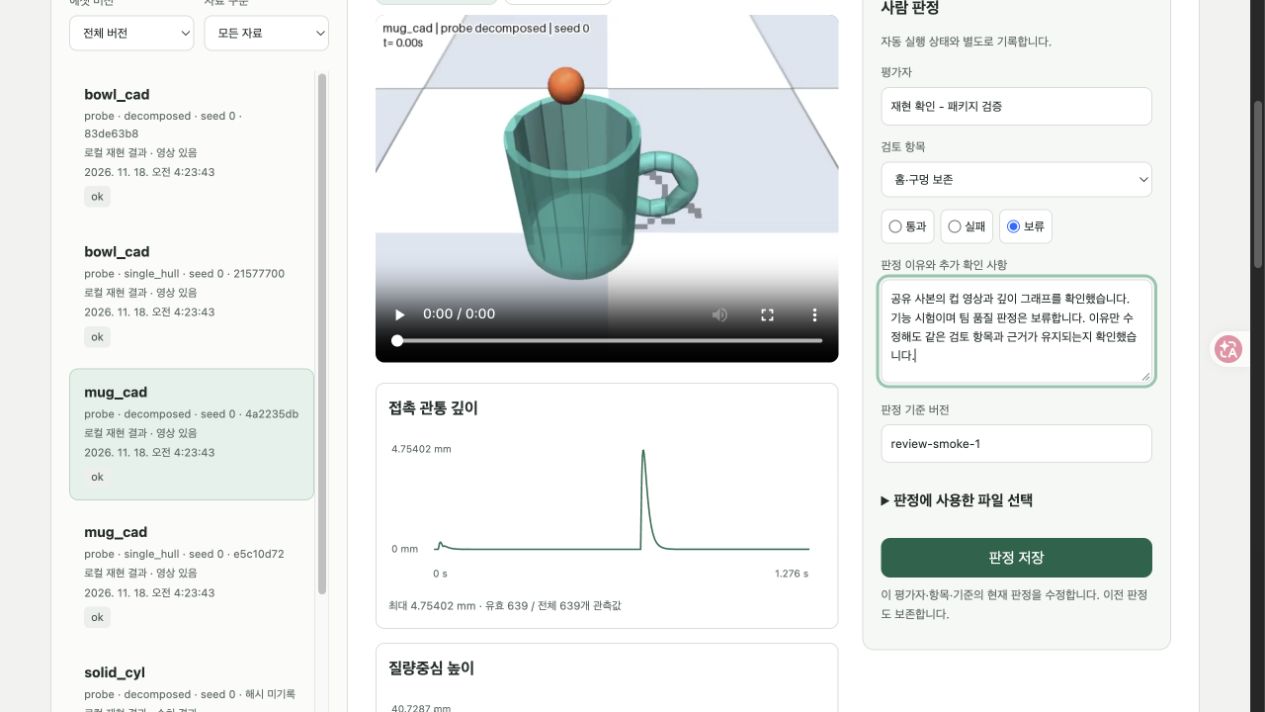 에셋 버전
자료 구분
전체 버전
모든 자료
bowl_cad
probe · decomposed · seed 0 ·
83de63b8
로컬 재현 결과 · 영상 있음
2026. 11. 18. 오전 4:23:43
ok
bowl_cad
probe · single_hull · seed 0 · 21577700
로컬 재현 결과 · 영상 있음
2026. 11. 18. 오전 4:23:43
ok
mug_cad
probe · decomposed · seed 0 · 4a2235db
로컬 재현 결과 · 영상 있음
2026. 11. 18. 오전 4:23:43
ok
mug_cad
probe · single_hull · seed 0 · e5c10d72
로컬 재현 결과 · 영상 있음
2026. 11. 18. 오전 4:23:43
ok
solid_cyl
probe · decomposed · seed 0 · 해시 미기록
mug_cad | probe decomposed | seed 0
t= 0.00s
0:00 / 0:00
접촉 관통 깊이
4.75402 mm
0 mm
0 s
1.276 s
최대 4.75402 mm · 유효 639 / 전체 639개 관측값
질량중심 높이
40.7287 mm
사람 판정
자동 실행 상태와 별도로 기록합니다.
평가자
재현 확인 - 패키지 검증
검토 항목
홈·구멍 보존
통과
실패
보류
판정 이유와 추가 확인 사항
공유 사본의 컵 영상과 깊이 그래프를 확인했습니다.
기능 시험이며 팀 품질 판정은 보류합니다. 이유만 수
정해도 같은 검토 항목과 근거가 유지되는지 확인했습
니다.
판정 기준 버전
review-smoke-1
▶ 판정에 사용한 파일 선택
판정 저장
이 평가자·항목·기준의 현재 판정을 수정합니다. 이전 판정
도 보존합니다.